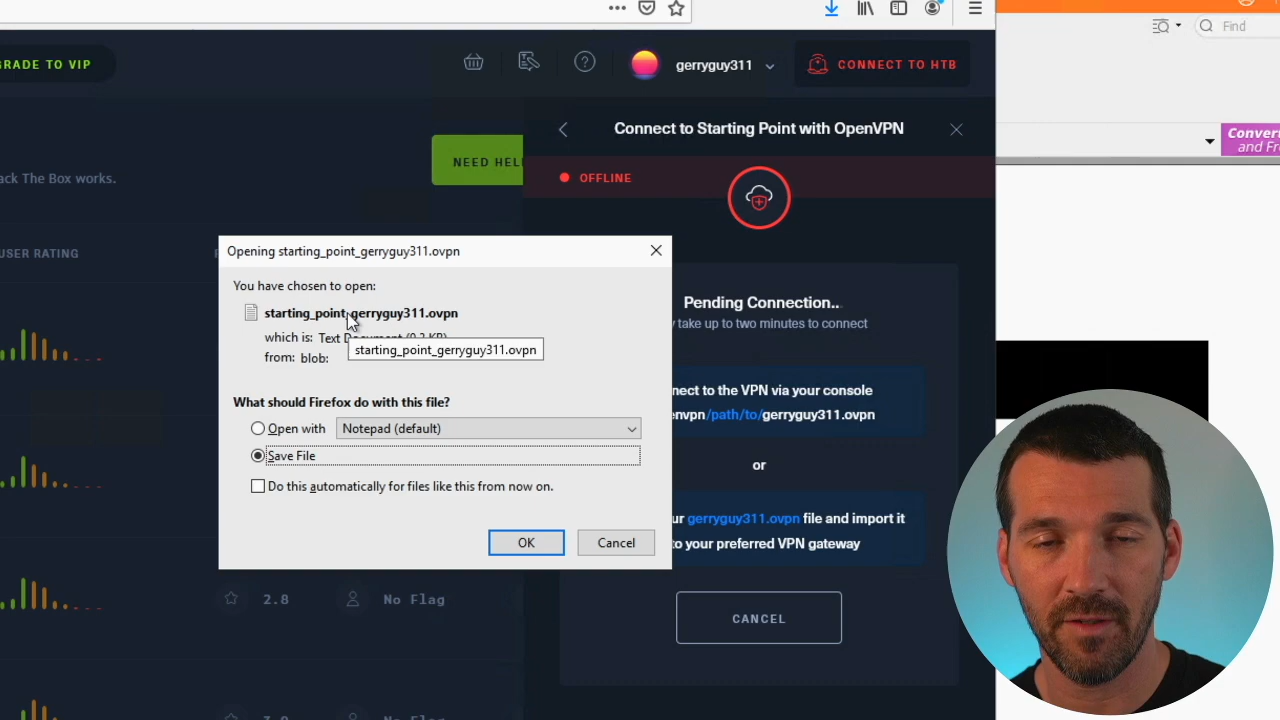 Find
GRADE TO VIP
gerryguy311
CONNECT TO HTB
Connect to Starting Point with OpenVPN
Conver
and Fr
NEED HEL
ack The Box works.
OFFLINE
USER RATING
Opening starting_point_gerryguy311.ovpn
You have chosen to open:
starting_point_gerryguy311.ovpn
which is: Text Document (0.3 KB)
starting_point_gerryguy311.ovpn
from: blob:
Pending Connection..
y take up to two minutes to connect
What should Firefox do with this file?
Open with
Notepad (default)
Save File
Do this automatically for files like this from now on.
OK
Cancel
nect to the VPN via your console
envpn/path/to/gerryguy311.ovpn
or
ur gerryguy311.ovpn file and import it
to your preferred VPN gateway
CANCEL
2.8
No Flag